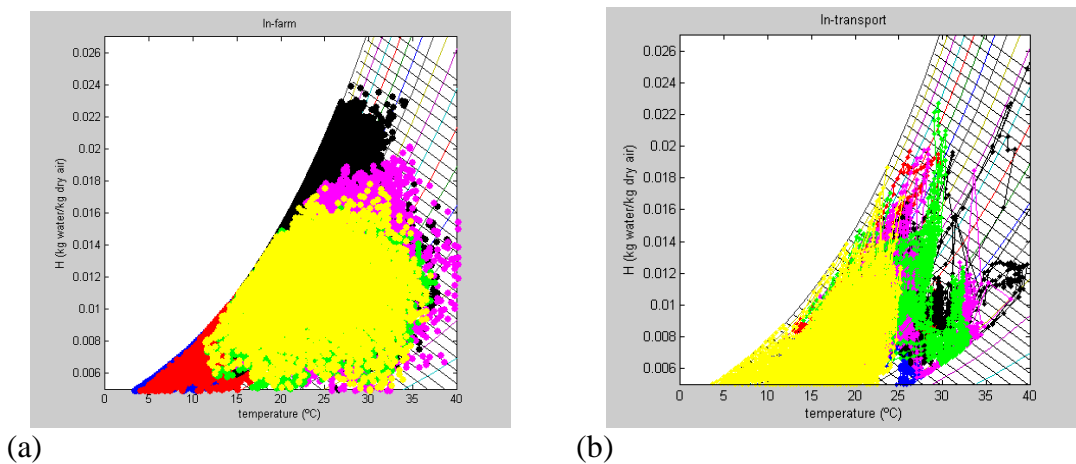 In-farm
H (kg water/kg dry air)
0.026
0.024
0.022
0.02
0.018
0.016
0.014
0.012
0.01
0.008
0.006
0 5 10 15 20 25 30 35 40
temperature (ºC)
(a)
In-transport
H (kg water/kg dry air)
0.026
0.024
0.022
0.02
0.018
0.016
0.014
0.012
0.01
0.008
0.006
0 5 10 15 20 25 30 35 40
temperature (ºC)
(b)